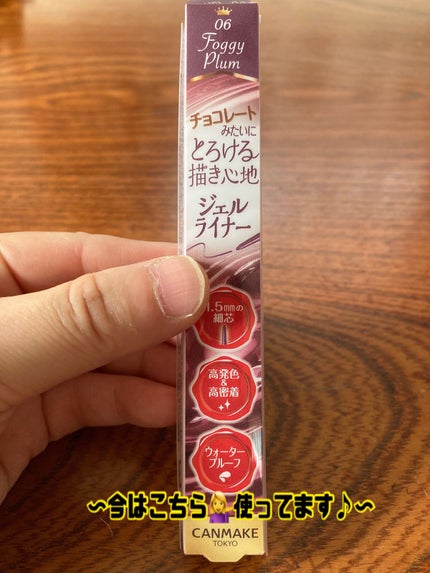 06
Foggy
Plum
チョコレート
みたいに
とろける
描き心地
ジェル
ライナー
1.5mmの
細芯
高発色
&
高密着
ウォーター
プルーフ
〜今はこちら💁‍♀️使ってます♪〜
CANMAKE
TOKYO